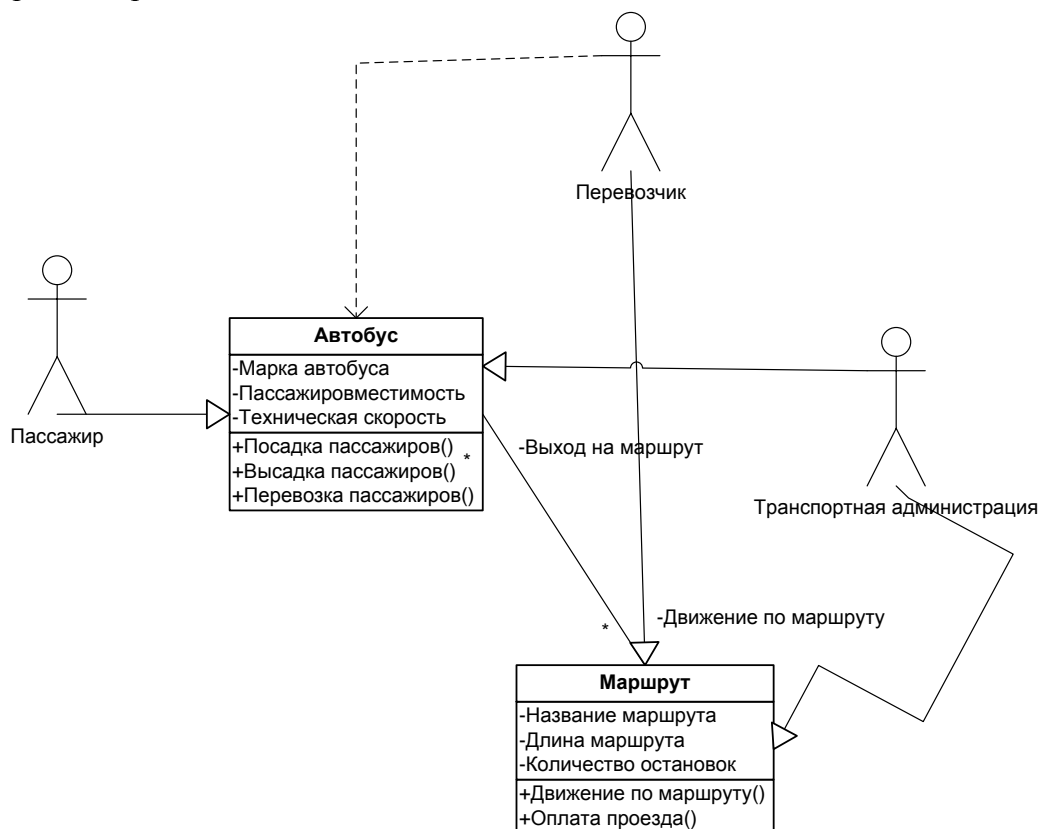 Перевозчик
Пассажир
Автобус
-Марка автобуса
-Пассажировместимость
-Техническая скорость
+Посадка пассажиров()
+Высадка пассажиров()
+Перевозка пассажиров()
*
-Выход на маршрут
Транспортная администрация
*
-Движение по маршруту
Маршрут
-Название маршрута
-Длина маршрута
-Количество остановок
+Движение по маршруту()
+Оплата проезда()